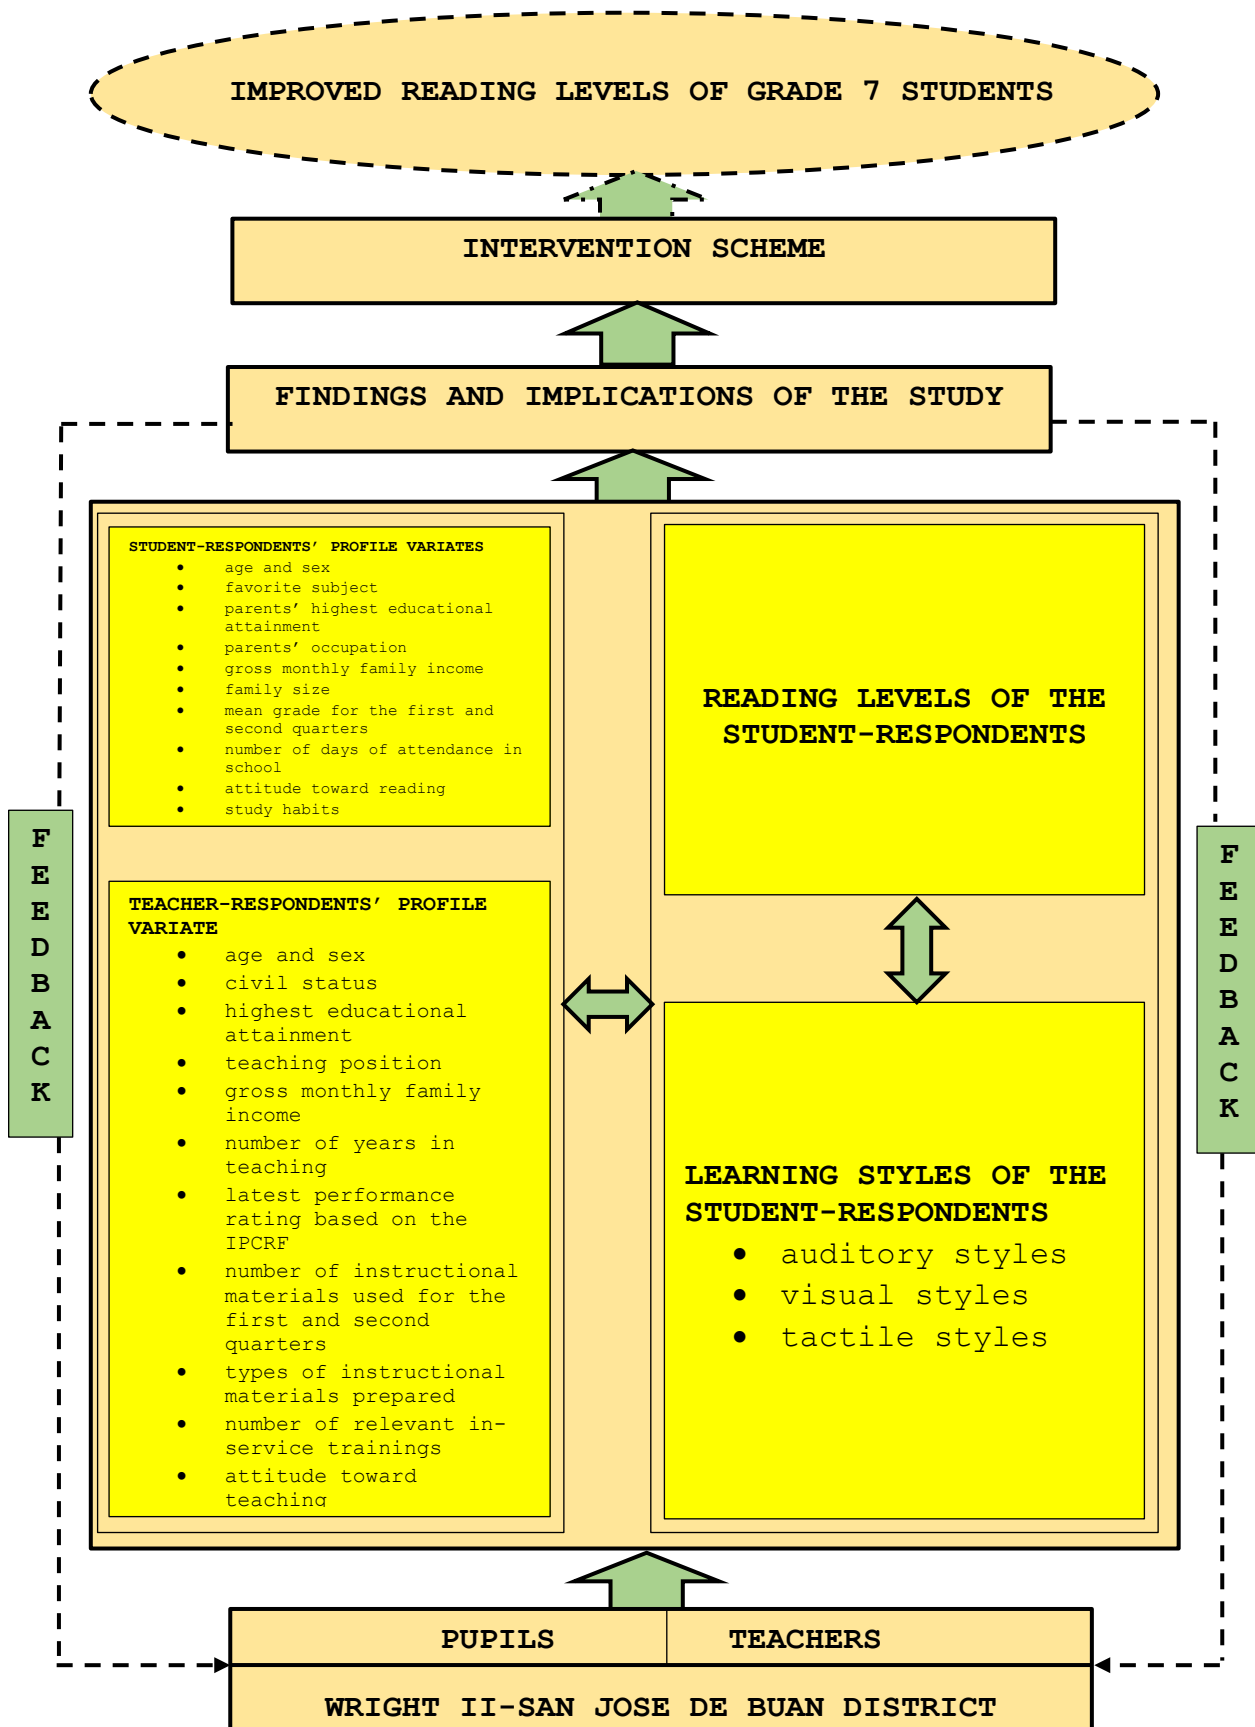 IMPROVED READING LEVELS OF GRADE 7 STUDENTS
INTERVENTION SCHEME
FINDINGS AND IMPLICATIONS OF THE STUDY
STUDENT-RESPONDENTS’ PROFILE VARIATES
• age and sex
• favorite subject
• parents’ highest educational
attainment
• parents’ occupation
• gross monthly family income
• family size
• mean grade for the first and
second quarters
• number of days of attendance in
school
• attitude toward reading
• study habits
TEACHER-RESPONDENTS’ PROFILE
VARIATE
• age and sex
• civil status
• highest educational
attainment
• teaching position
• gross monthly family
income
• number of years in
teaching
• latest performance
rating based on the
IPCRF
• number of instructional
materials used for the
first and second
quarters
• types of instructional
materials prepared
• number of relevant in-
service trainings
• attitude toward
teaching
READING LEVELS OF THE
STUDENT-RESPONDENTS
LEARNING STYLES OF THE
STUDENT-RESPONDENTS
• auditory styles
• visual styles
• tactile styles
F
E
E
D
B
A
C
K
F
E
E
D
B
A
C
K
PUPILS TEACHERS
WRIGHT II-SAN JOSE DE BUAN DISTRICT